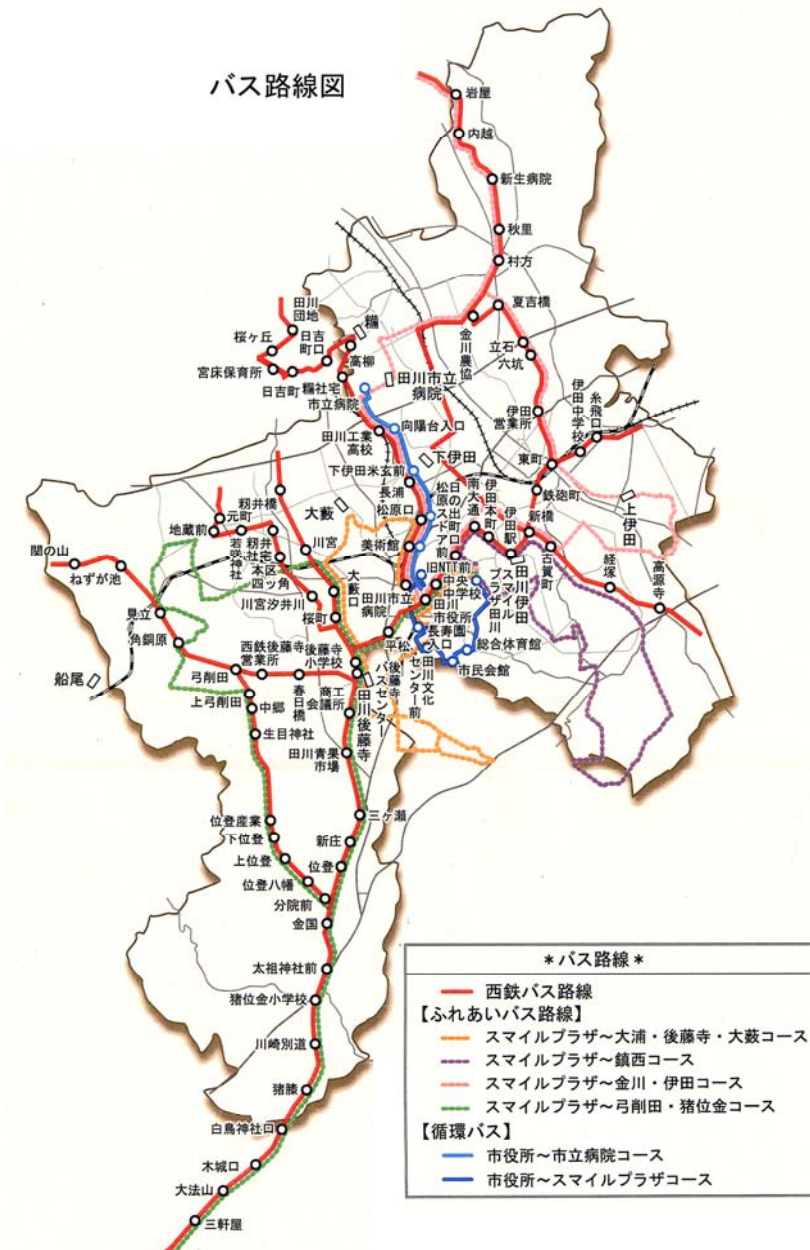 バス路線図
岩屋
内越
新生病院
秋里
村方
夏吉橋
金川農協
立石
六坑
伊田
営業所
伊田中学校
糸飛口
東町
鉄砲町
新橋
上伊田
高源寺
経塚
古賀町
田川伊田
スマイル
プラザ田川
伊田駅
伊田本町
南大通
日の出町口
松原ストア前
下伊田
田川市立
病院
向陽台入口
田川
団地
桜ヶ丘
日吉
町口
糒
高柳
宮床保育所
日吉町
糒社宅
市立病院
田川工業
高校
下伊田米玄前
長浦
松原口
美術館
大藪
籾井橋
元町
地蔵前
若咲神社
籾井
社宅
本区
四ッ角
川宮
大藪口
川宮汐井川
桜町
田川市立
病院
旧NTT前
中央中学校
田川
市役所
長寿園
入口
総合体育館
市民会館
田川文化
センター前
平松
後藤寺
バスセンター
田川後藤寺
後藤寺
小学校
西鉄後藤寺
営業所
春日橋
商工
会議所
田川青果
市場
関の山
ねずが池
見立
角銅原
船尾
弓削田
上弓削田
中郷
生目神社
位登産業
下位登
上位登
位登八幡
分院前
三ヶ瀬
新庄
位登
金国
太祖神社前
猪位金小学校
川崎別道
猪膝
白鳥神社口
木城口
大法山
三軒屋
*バス路線*
西鉄バス路線
【ふれあいバス路線】
スマイルプラザ～大浦・後藤寺・大藪コース
スマイルプラザ～鎮西コース
スマイルプラザ～金川・伊田コース
スマイルプラザ～弓削田・猪位金コース
【循環バス】
市役所～市立病院コース
市役所～スマイルプラザコース